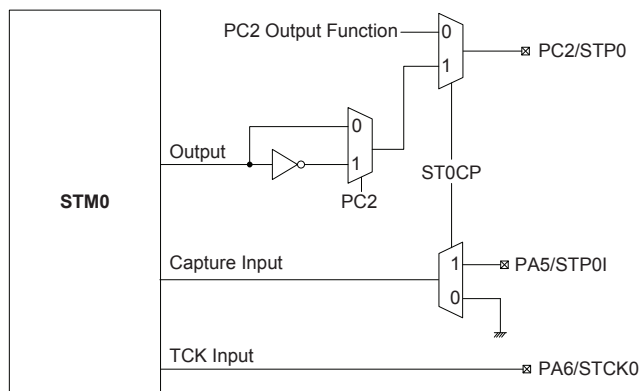 PC2 Output Function
0
1
PC2/STP0
0
1
Output
PC2
ST0CP
STM0
Capture Input
1
0
PA5/STP0I
TCK Input
PA6/STCK0